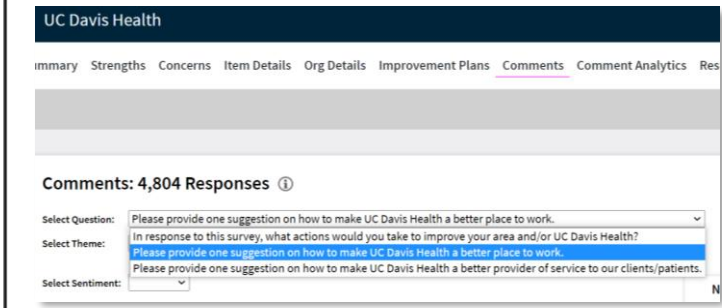 UC Davis Health
Strengths Concerns Item Details Org Details Improvement Plans Comments Comment Analytics
Comments: 4,804 Responses
Select Question: Please provide one suggestion on how to make UC Davis Health a better place to work.
In response to this survey, what actions would you take to improve your area and/or UC Davis Health?
Select Theme:
Please provide one suggestion on how to make UC Davis Health a better place to work.
Please provide one suggestion on how to make UC Davis Health a better provider of service to our clients/patients.
Select Sentiment: